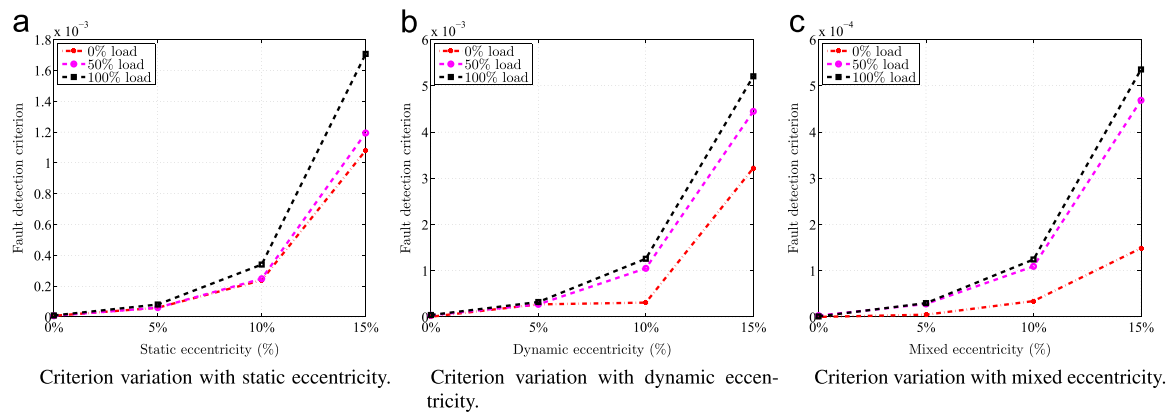 a
x 10⁻³
1.8
1.6
1.4
1.2
1
0.8
0.6
0.4
0.2
0
0% load
50% load
100% load
Fault detection criterion
0% 5% 10% 15%
Static eccentricity (%)
Criterion variation with static eccentricity.
b
x 10⁻³
6
5
4
3
2
1
0
0% load
50% load
100% load
Fault detection criterion
0% 5% 10% 15%
Dynamic eccentricity (%)
Criterion variation with dynamic eccen-
tricity.
c
x 10⁻⁴
6
5
4
3
2
1
0
0% load
50% load
100% load
Fault detection criterion
0% 5% 10% 15%
Mixed eccentricity (%)
Criterion variation with mixed eccentricity.